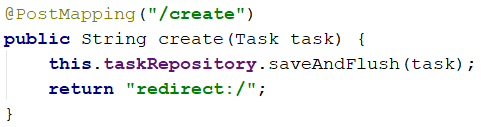 @PostMapping("/create")
public String create(Task task) {
    this.taskRepository.saveAndFlush(task);
    return "redirect:/";
}